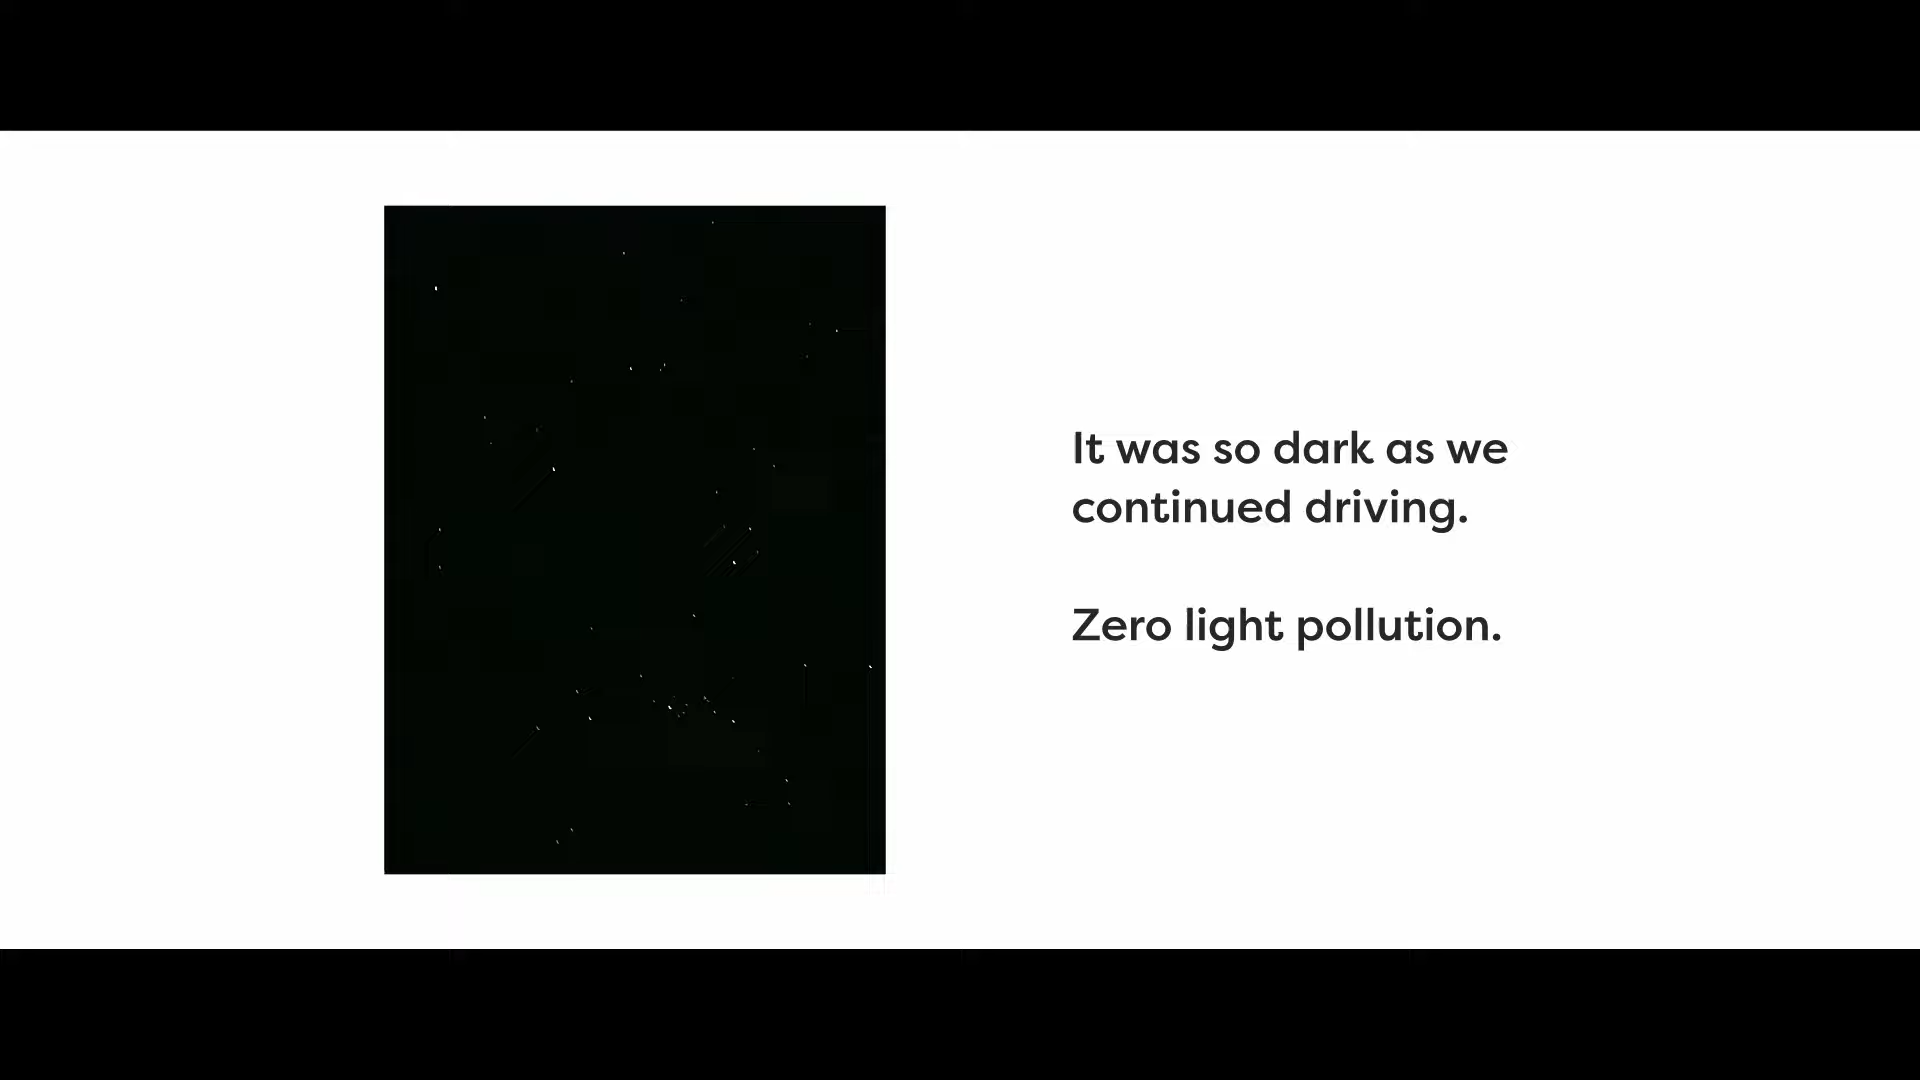 It was so dark as we
continued driving.
Zero light pollution.